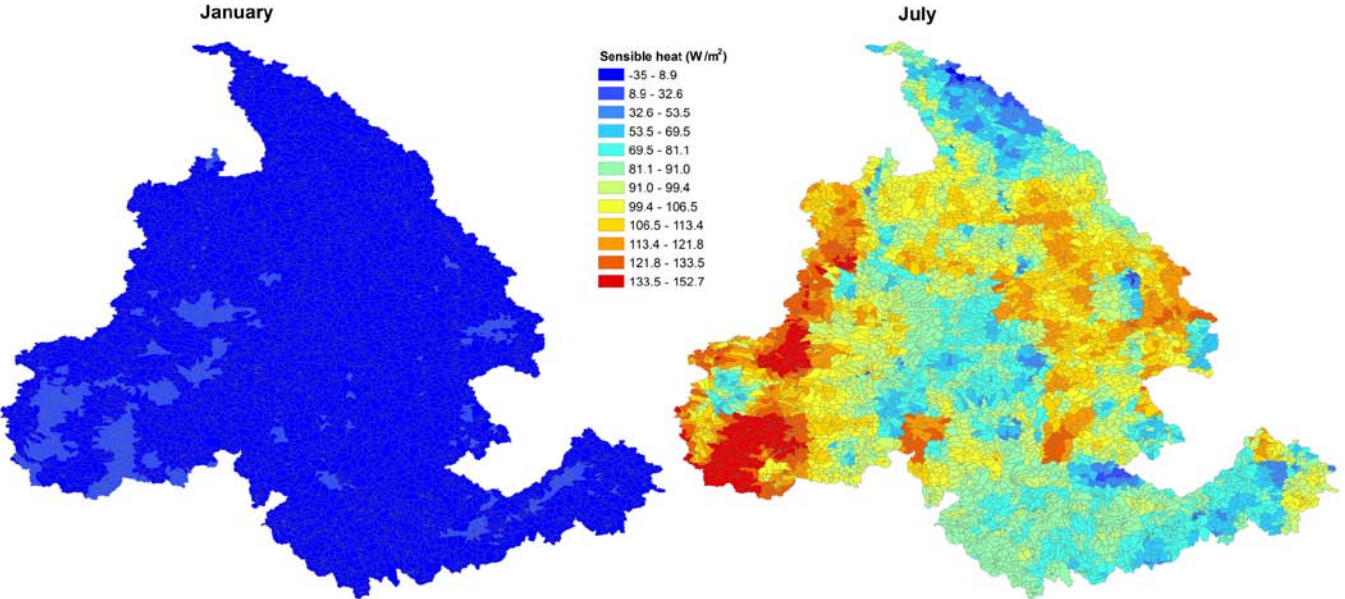 January
July
Sensible heat (W/m²)
-35 - 8.9
8.9 - 32.6
32.6 - 53.5
53.5 - 69.5
69.5 - 81.1
81.1 - 91.0
91.0 - 99.4
99.4 - 106.5
106.5 - 113.4
113.4 - 121.8
121.8 - 133.5
133.5 - 152.7